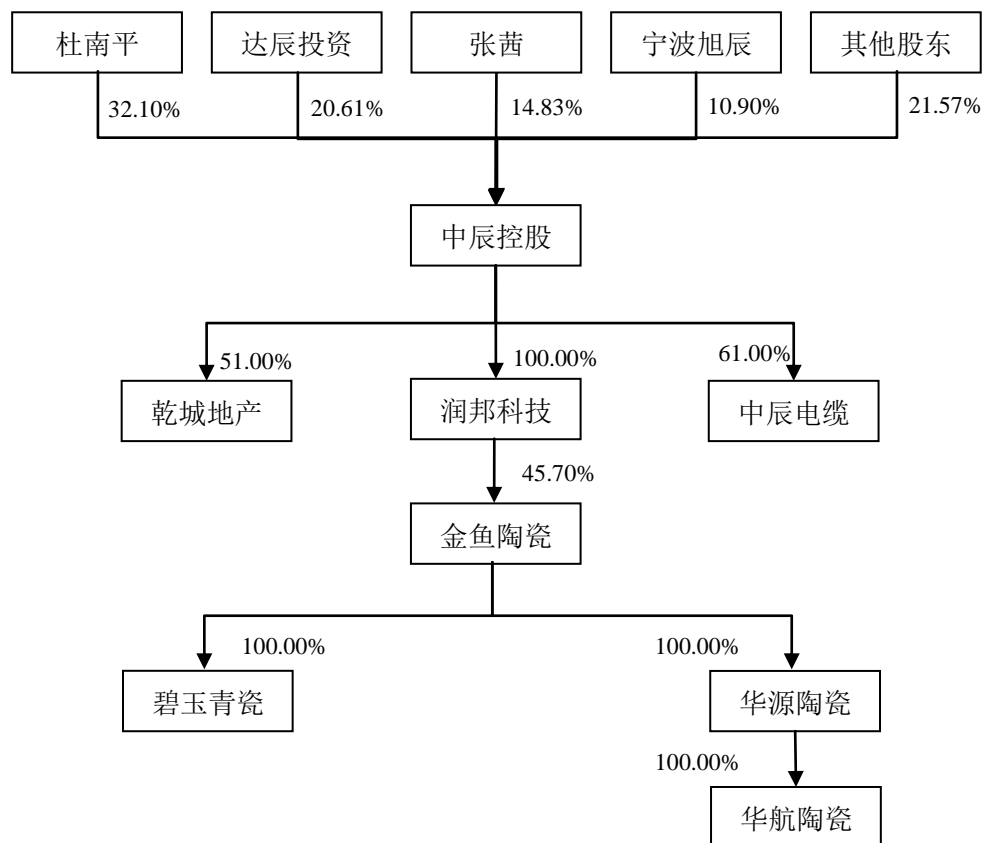 杜南平
达辰投资
张茜
宁波旭辰
其他股东
32.10%
20.61%
14.83%
10.90%
21.57%
中辰控股
51.00%
100.00%
61.00%
乾城地产
润邦科技
中辰电缆
45.70%
金鱼陶瓷
100.00%
100.00%
碧玉青瓷
华源陶瓷
100.00%
华航陶瓷